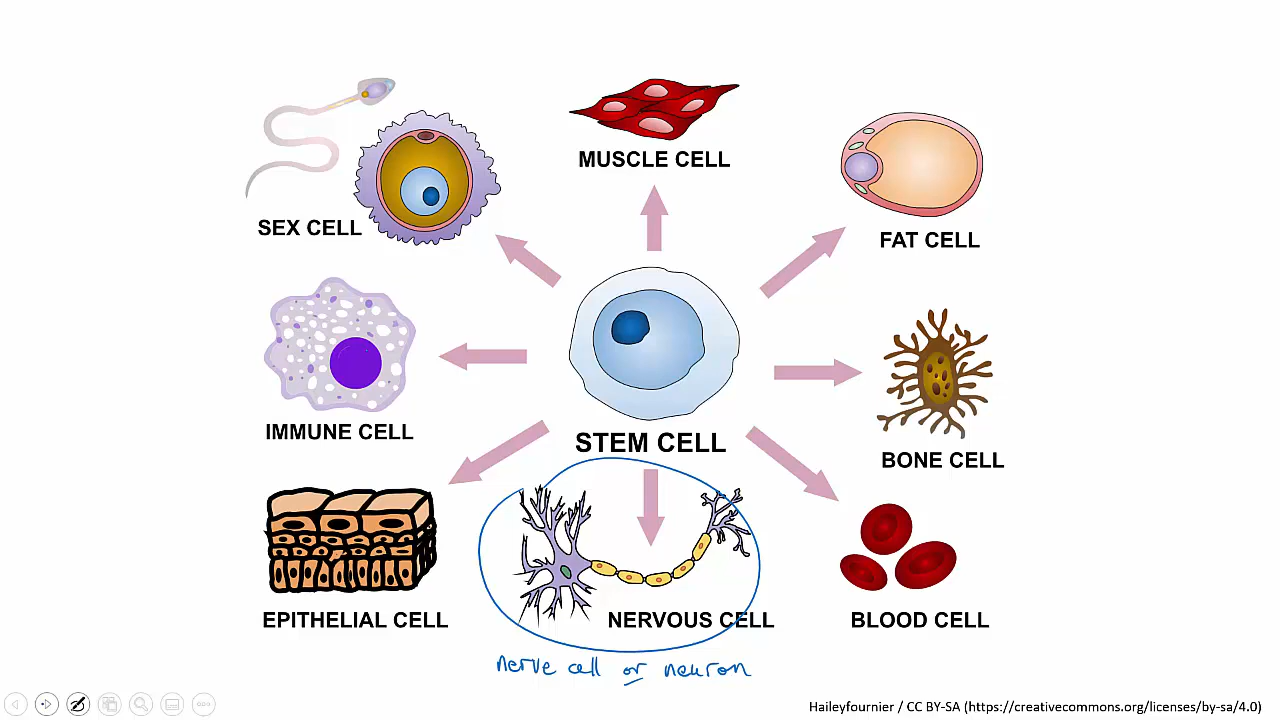 MUSCLE CELL
SEX CELL
FAT CELL
IMMUNE CELL
STEM CELL
BONE CELL
EPITHELIAL CELL
NERVOUS CELL
BLOOD CELL
nerve cell or neuron
Haileyfournier / CC BY-SA (https://creativecommons.org/licenses/by-sa/4.0)